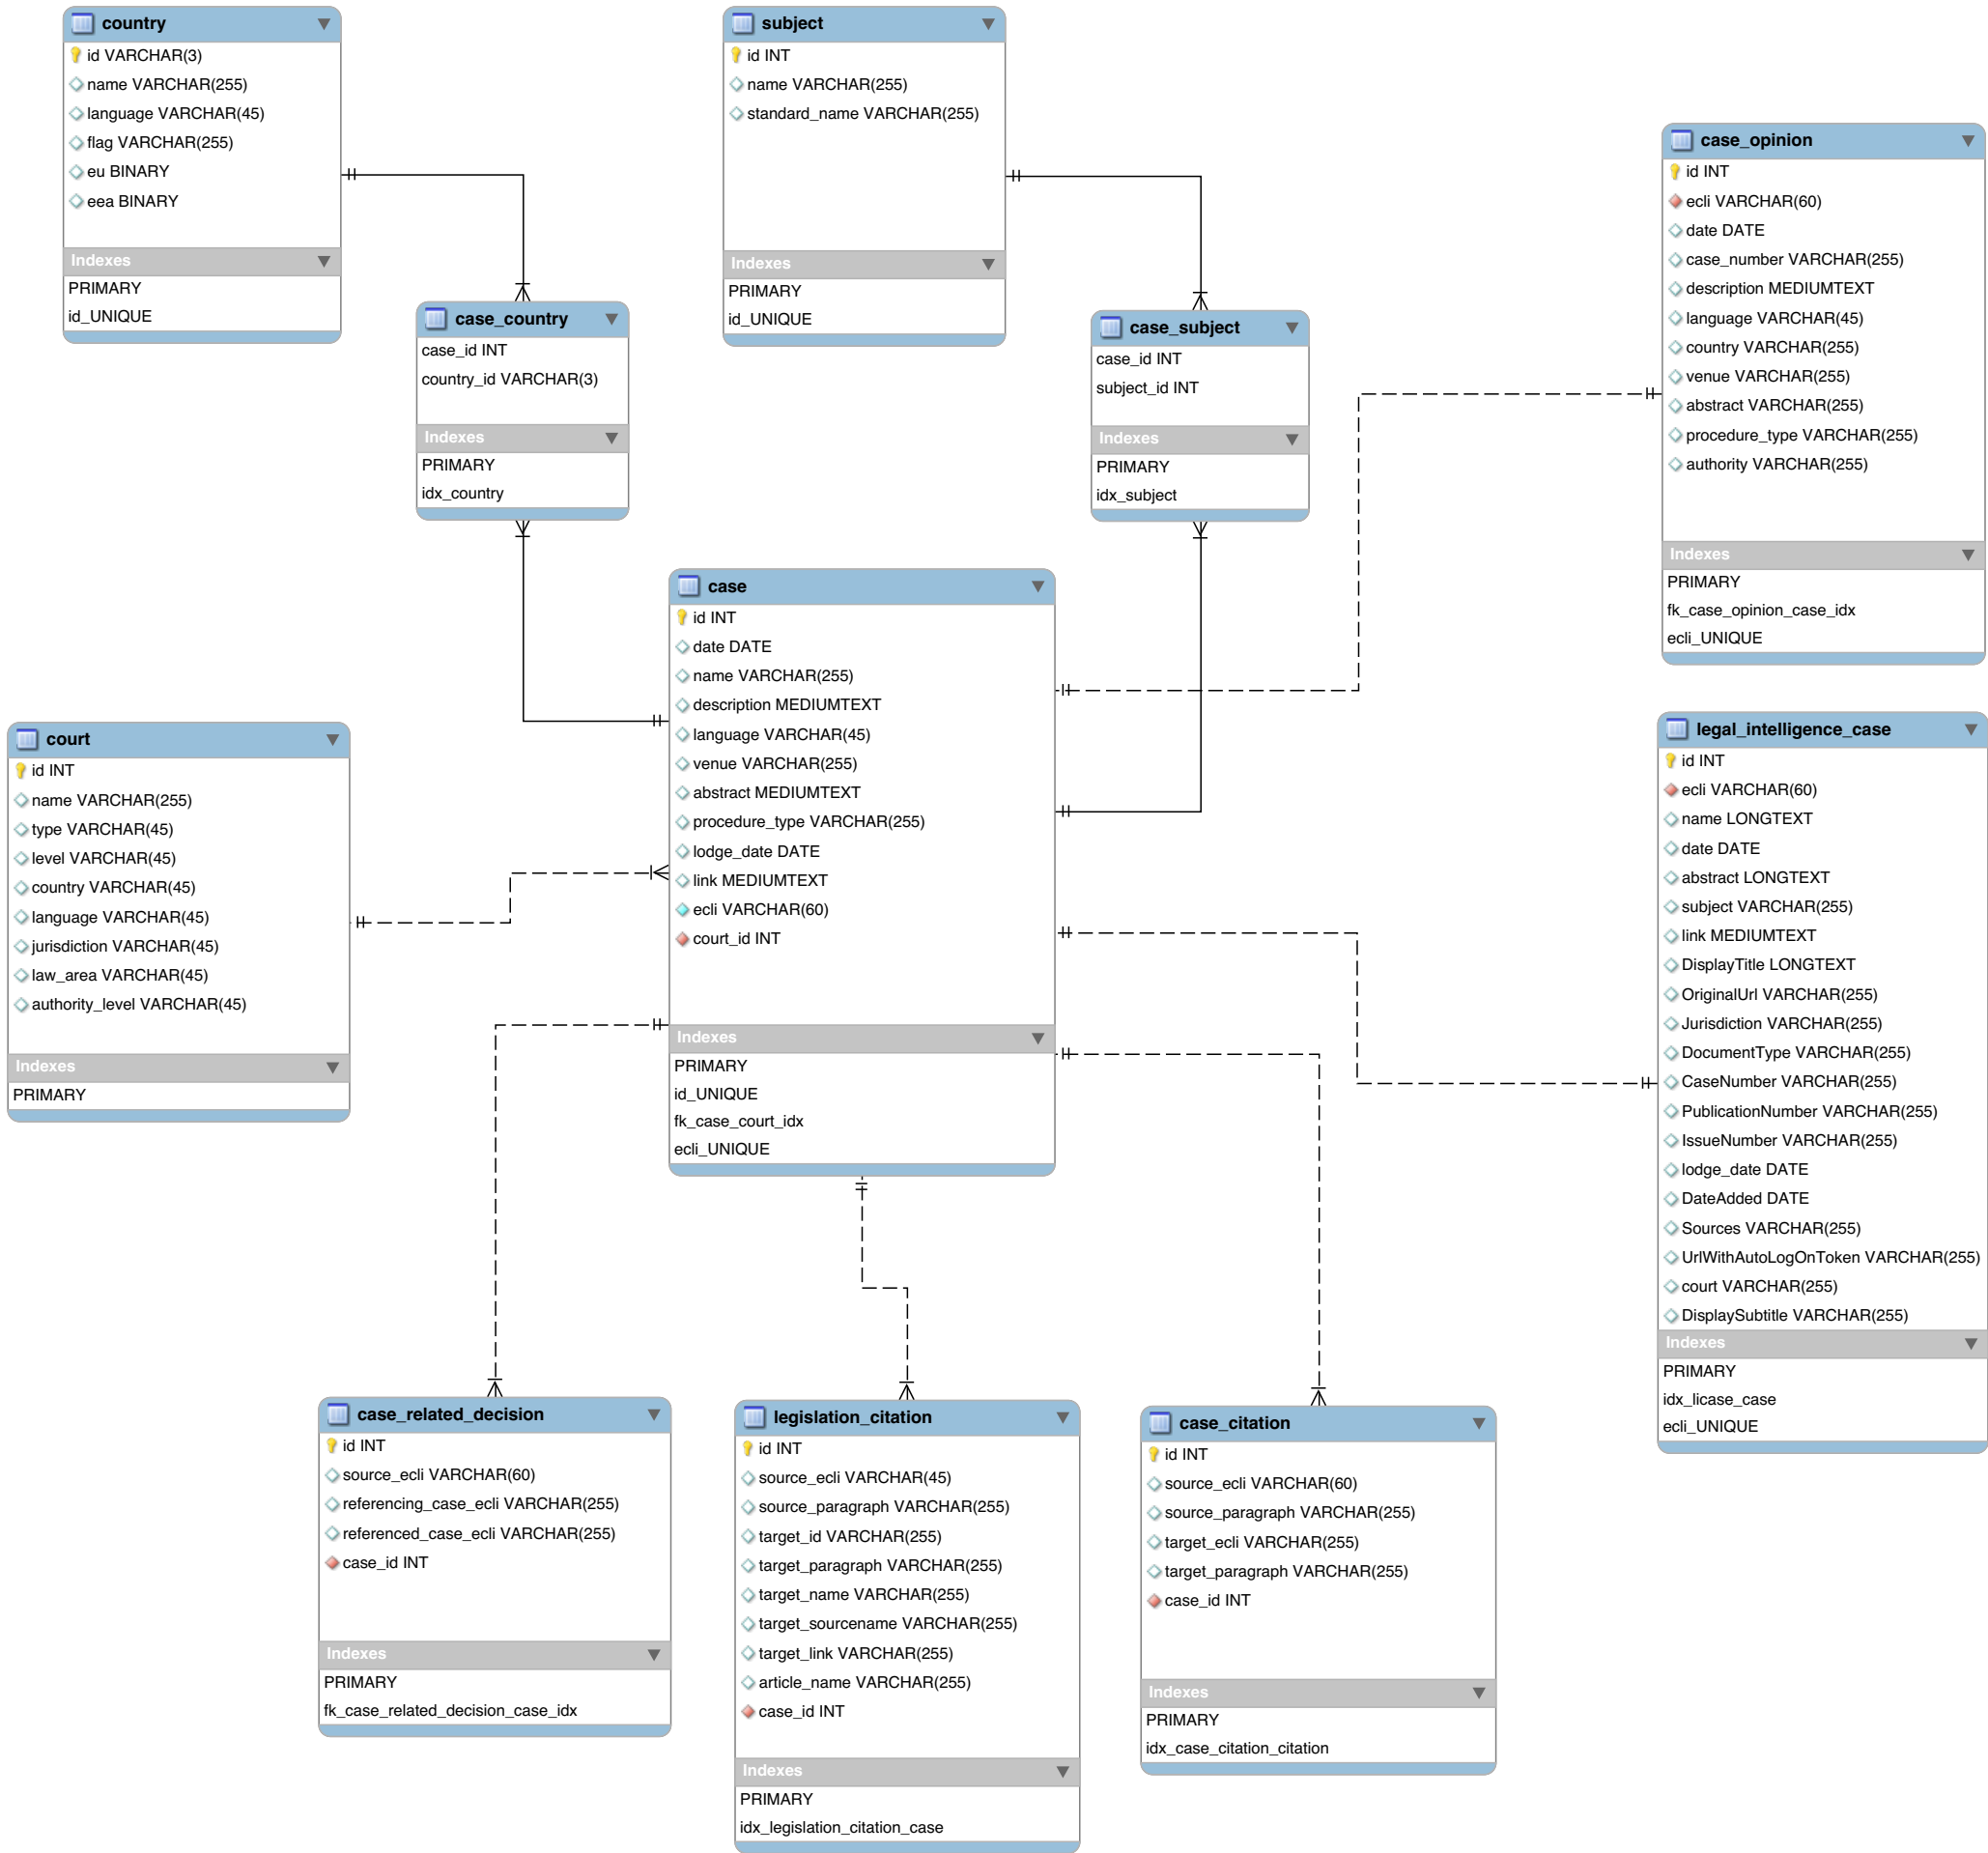 country
id VARCHAR(3)
name VARCHAR(255)
language VARCHAR(45)
flag VARCHAR(255)
eu BINARY
eea BINARY
Indexes
PRIMARY
id_UNIQUE
subject
id INT
name VARCHAR(255)
standard_name VARCHAR(255)
Indexes
PRIMARY
id_UNIQUE
case_opinion
id INT
ecli VARCHAR(60)
date DATE
case_number VARCHAR(255)
description MEDIUMTEXT
language VARCHAR(45)
country VARCHAR(255)
venue VARCHAR(255)
abstract VARCHAR(255)
procedure_type VARCHAR(255)
authority VARCHAR(255)
Indexes
PRIMARY
fk_case_opinion_case_idx
ecli_UNIQUE
case_country
case_id INT
country_id VARCHAR(3)
Indexes
PRIMARY
idx_country
case_subject
case_id INT
subject_id INT
Indexes
PRIMARY
idx_subject
case
id INT
date DATE
name VARCHAR(255)
description MEDIUMTEXT
language VARCHAR(45)
venue VARCHAR(255)
abstract MEDIUMTEXT
procedure_type VARCHAR(255)
lodge_date DATE
link MEDIUMTEXT
ecli VARCHAR(60)
court_id INT
Indexes
PRIMARY
id_UNIQUE
fk_case_court_idx
ecli_UNIQUE
court
id INT
name VARCHAR(255)
type VARCHAR(45)
level VARCHAR(45)
country VARCHAR(45)
language VARCHAR(45)
jurisdiction VARCHAR(45)
law_area VARCHAR(45)
authority_level VARCHAR(45)
Indexes
PRIMARY
legal_intelligence_case
id INT
ecli VARCHAR(60)
name LONGTEXT
date DATE
abstract LONGTEXT
subject VARCHAR(255)
link MEDIUMTEXT
DisplayTitle LONGTEXT
OriginalUrl VARCHAR(255)
Jurisdiction VARCHAR(255)
DocumentType VARCHAR(255)
CaseNumber VARCHAR(255)
PublicationNumber VARCHAR(255)
IssueNumber VARCHAR(255)
lodge_date DATE
DateAdded DATE
Sources VARCHAR(255)
UrlWithAutoLogOnToken VARCHAR(255)
court VARCHAR(255)
DisplaySubtitle VARCHAR(255)
Indexes
PRIMARY
idx_licase_case
ecli_UNIQUE
case_related_decision
id INT
source_ecli VARCHAR(60)
referencing_case_ecli VARCHAR(255)
referenced_case_ecli VARCHAR(255)
case_id INT
Indexes
PRIMARY
fk_case_related_decision_case_idx
legislation_citation
id INT
source_ecli VARCHAR(45)
source_paragraph VARCHAR(255)
target_id VARCHAR(255)
target_paragraph VARCHAR(255)
target_name VARCHAR(255)
target_sourcename VARCHAR(255)
target_link VARCHAR(255)
article_name VARCHAR(255)
case_id INT
Indexes
PRIMARY
idx_legislation_citation_case
case_citation
id INT
source_ecli VARCHAR(60)
source_paragraph VARCHAR(255)
target_ecli VARCHAR(255)
target_paragraph VARCHAR(255)
case_id INT
Indexes
PRIMARY
idx_case_citation_citation